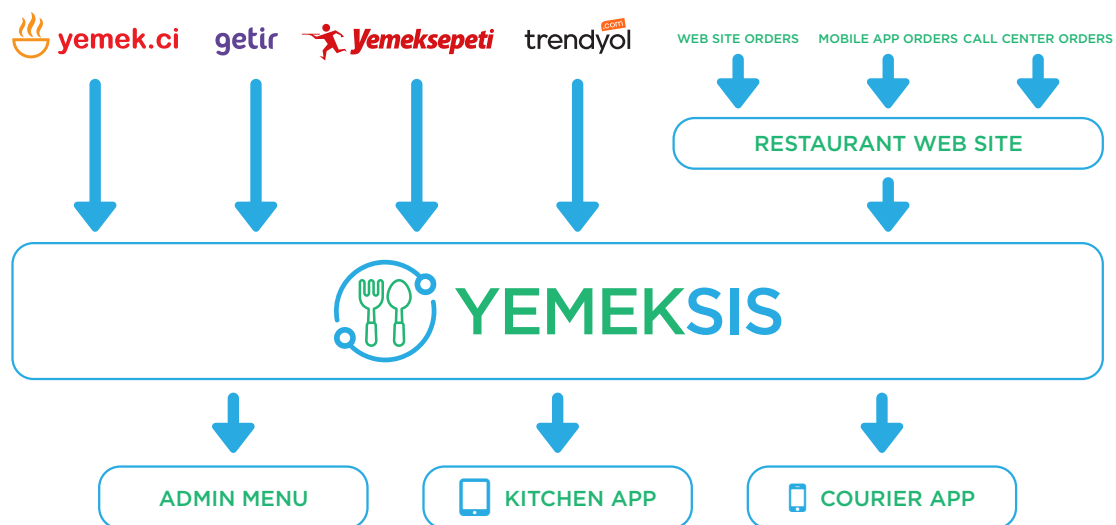 yemek.ci
getir
Yemeksepeti
trendyol
.com
WEB SITE ORDERS
MOBILE APP ORDERS
CALL CENTER ORDERS
RESTAURANT WEB SITE
YEMEKSIS
ADMIN MENU
KITCHEN APP
COURIER APP